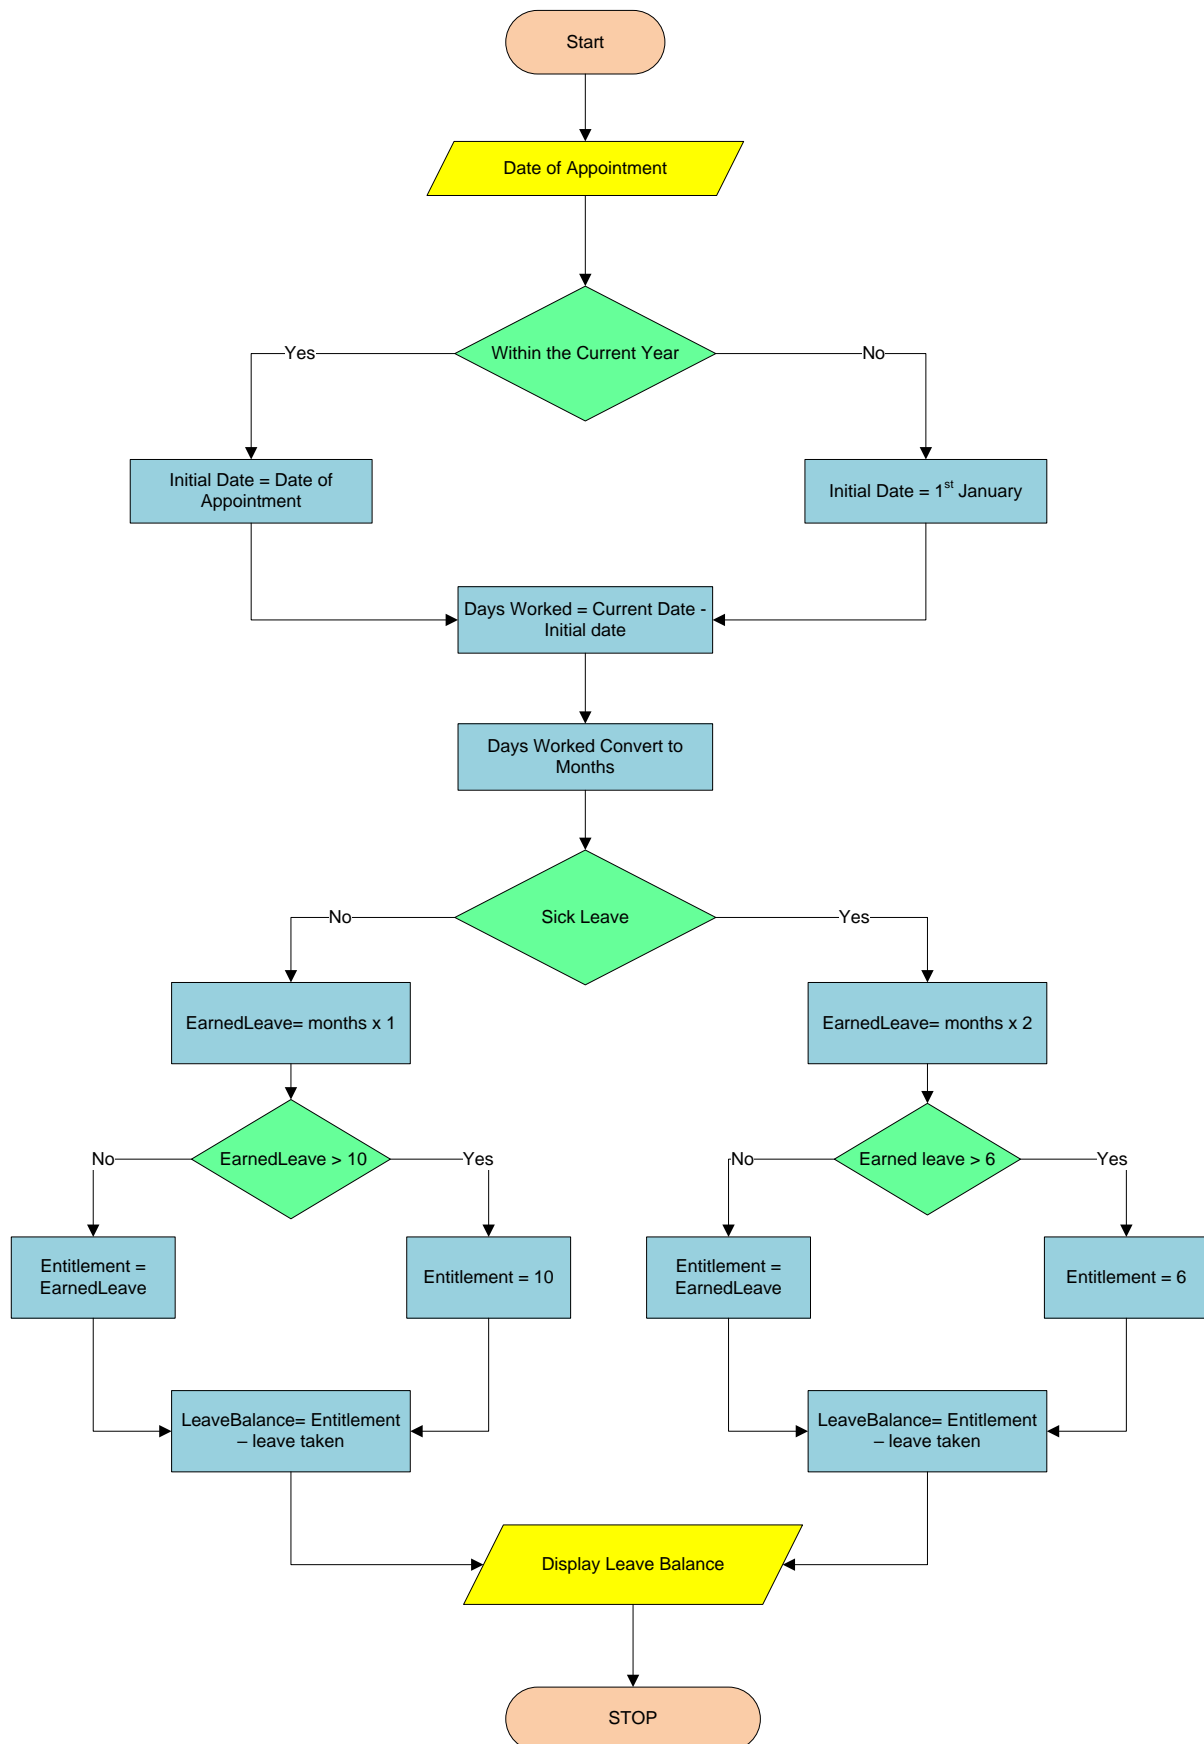 Start
Date of Appointment
Within the Current Year
Yes
No
Initial Date = Date of
Appointment
Initial Date = 1st January
Days Worked = Current Date -
Initial date
Days Worked Convert to
Months
Sick Leave
No
Yes
EarnedLeave= months x 1
EarnedLeave= months x 2
EarnedLeave > 10
No
Yes
Earned leave > 6
No
Yes
Entitlement =
EarnedLeave
Entitlement = 10
Entitlement =
EarnedLeave
Entitlement = 6
LeaveBalance= Entitlement
– leave taken
LeaveBalance= Entitlement
– leave taken
Display Leave Balance
STOP